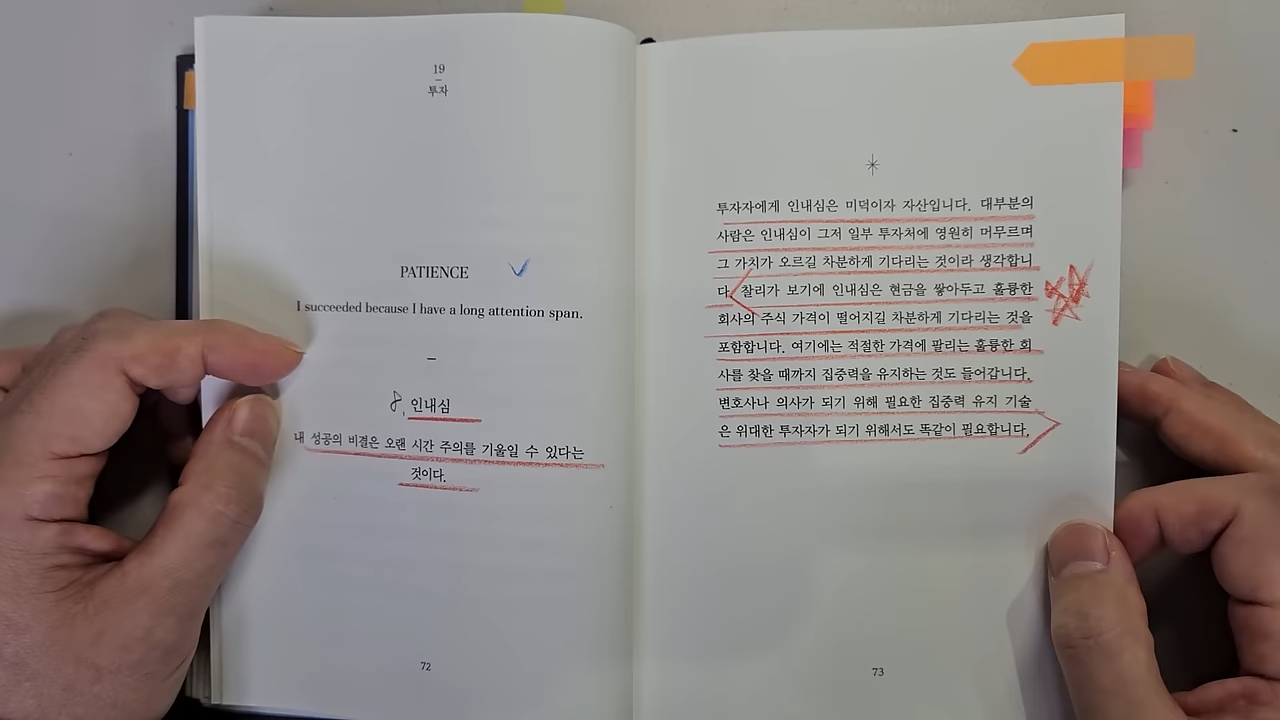 19
투자
PATIENCE
I succeeded because I have a long attention span.
8, 인내심
내 성공의 비결은 오랜 시간 주의를 기울일 수 있다는
것이다.
72
투자자에게 인내심은 미덕이자 자산입니다. 대부분의
사람은 인내심이 그저 일부 투자처에 영원히 머무르며
그 가치가 오르길 차분하게 기다리는 것이라 생각합니
다. 찰리가 보기에 인내심은 현금을 쌓아두고 훌륭한
회사의 주식 가격이 떨어지길 차분하게 기다리는 것을
포함합니다. 여기에는 적절한 가격에 팔리는 훌륭한 회
사를 찾을 때까지 집중력을 유지하는 것도 들어갑니다.
변호사나 의사가 되기 위해 필요한 집중력 유지 기술
은 위대한 투자자가 되기 위해서도 똑같이 필요합니다.
73